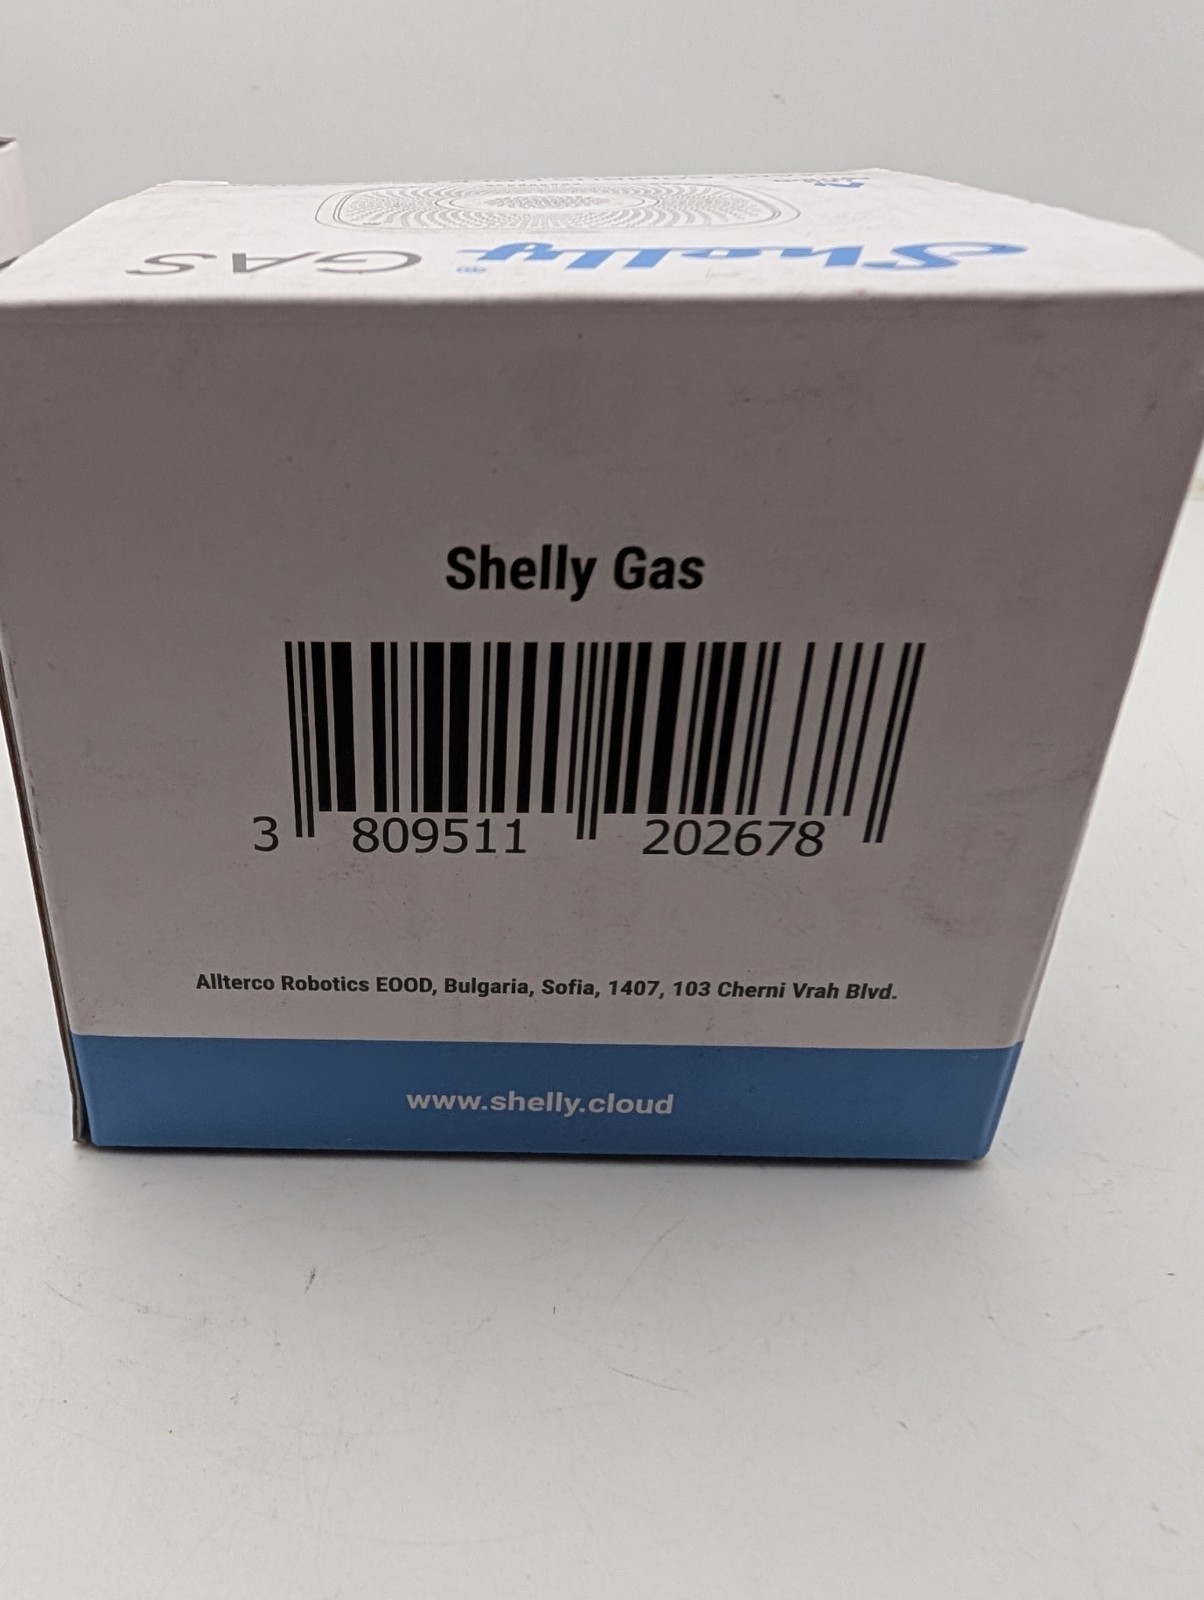 Shelly® GAS
Shelly Gas
3 809511 202678
Allterco Robotics EOOD, Bulgaria, Sofia, 1407, 103 Cherni Vrah Blvd.
www.shelly.cloud